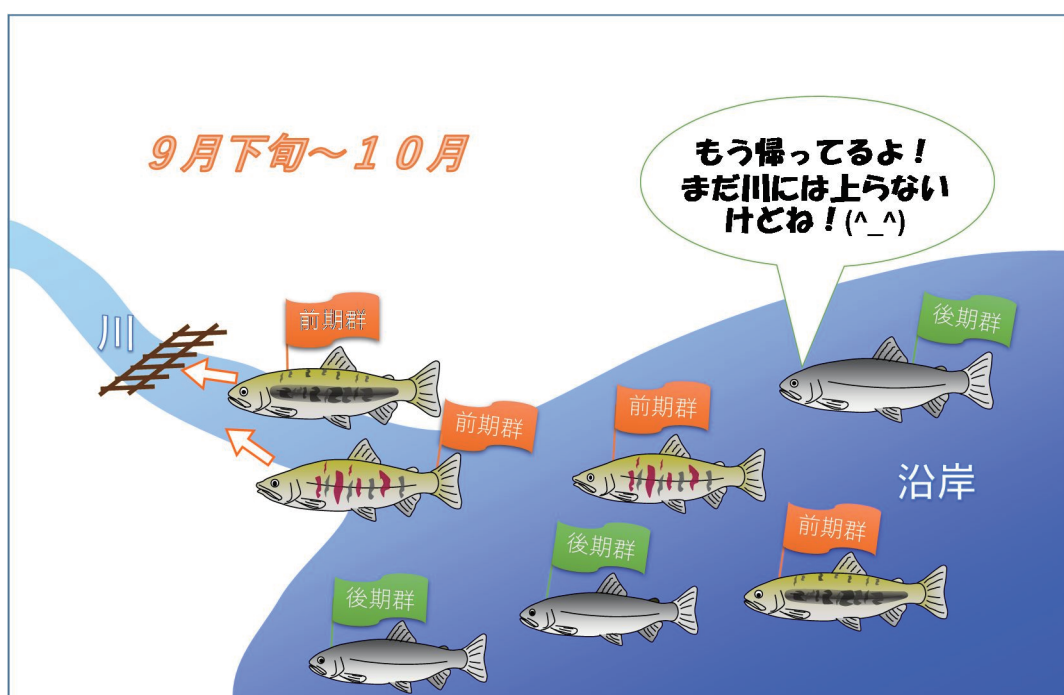 ９月下旬～１０月
もう帰ってるよ！
まだ川には上らない
けどね！(^_^)
後期群
川
前期群
前期群
前期群
沿岸
前期群
後期群
後期群